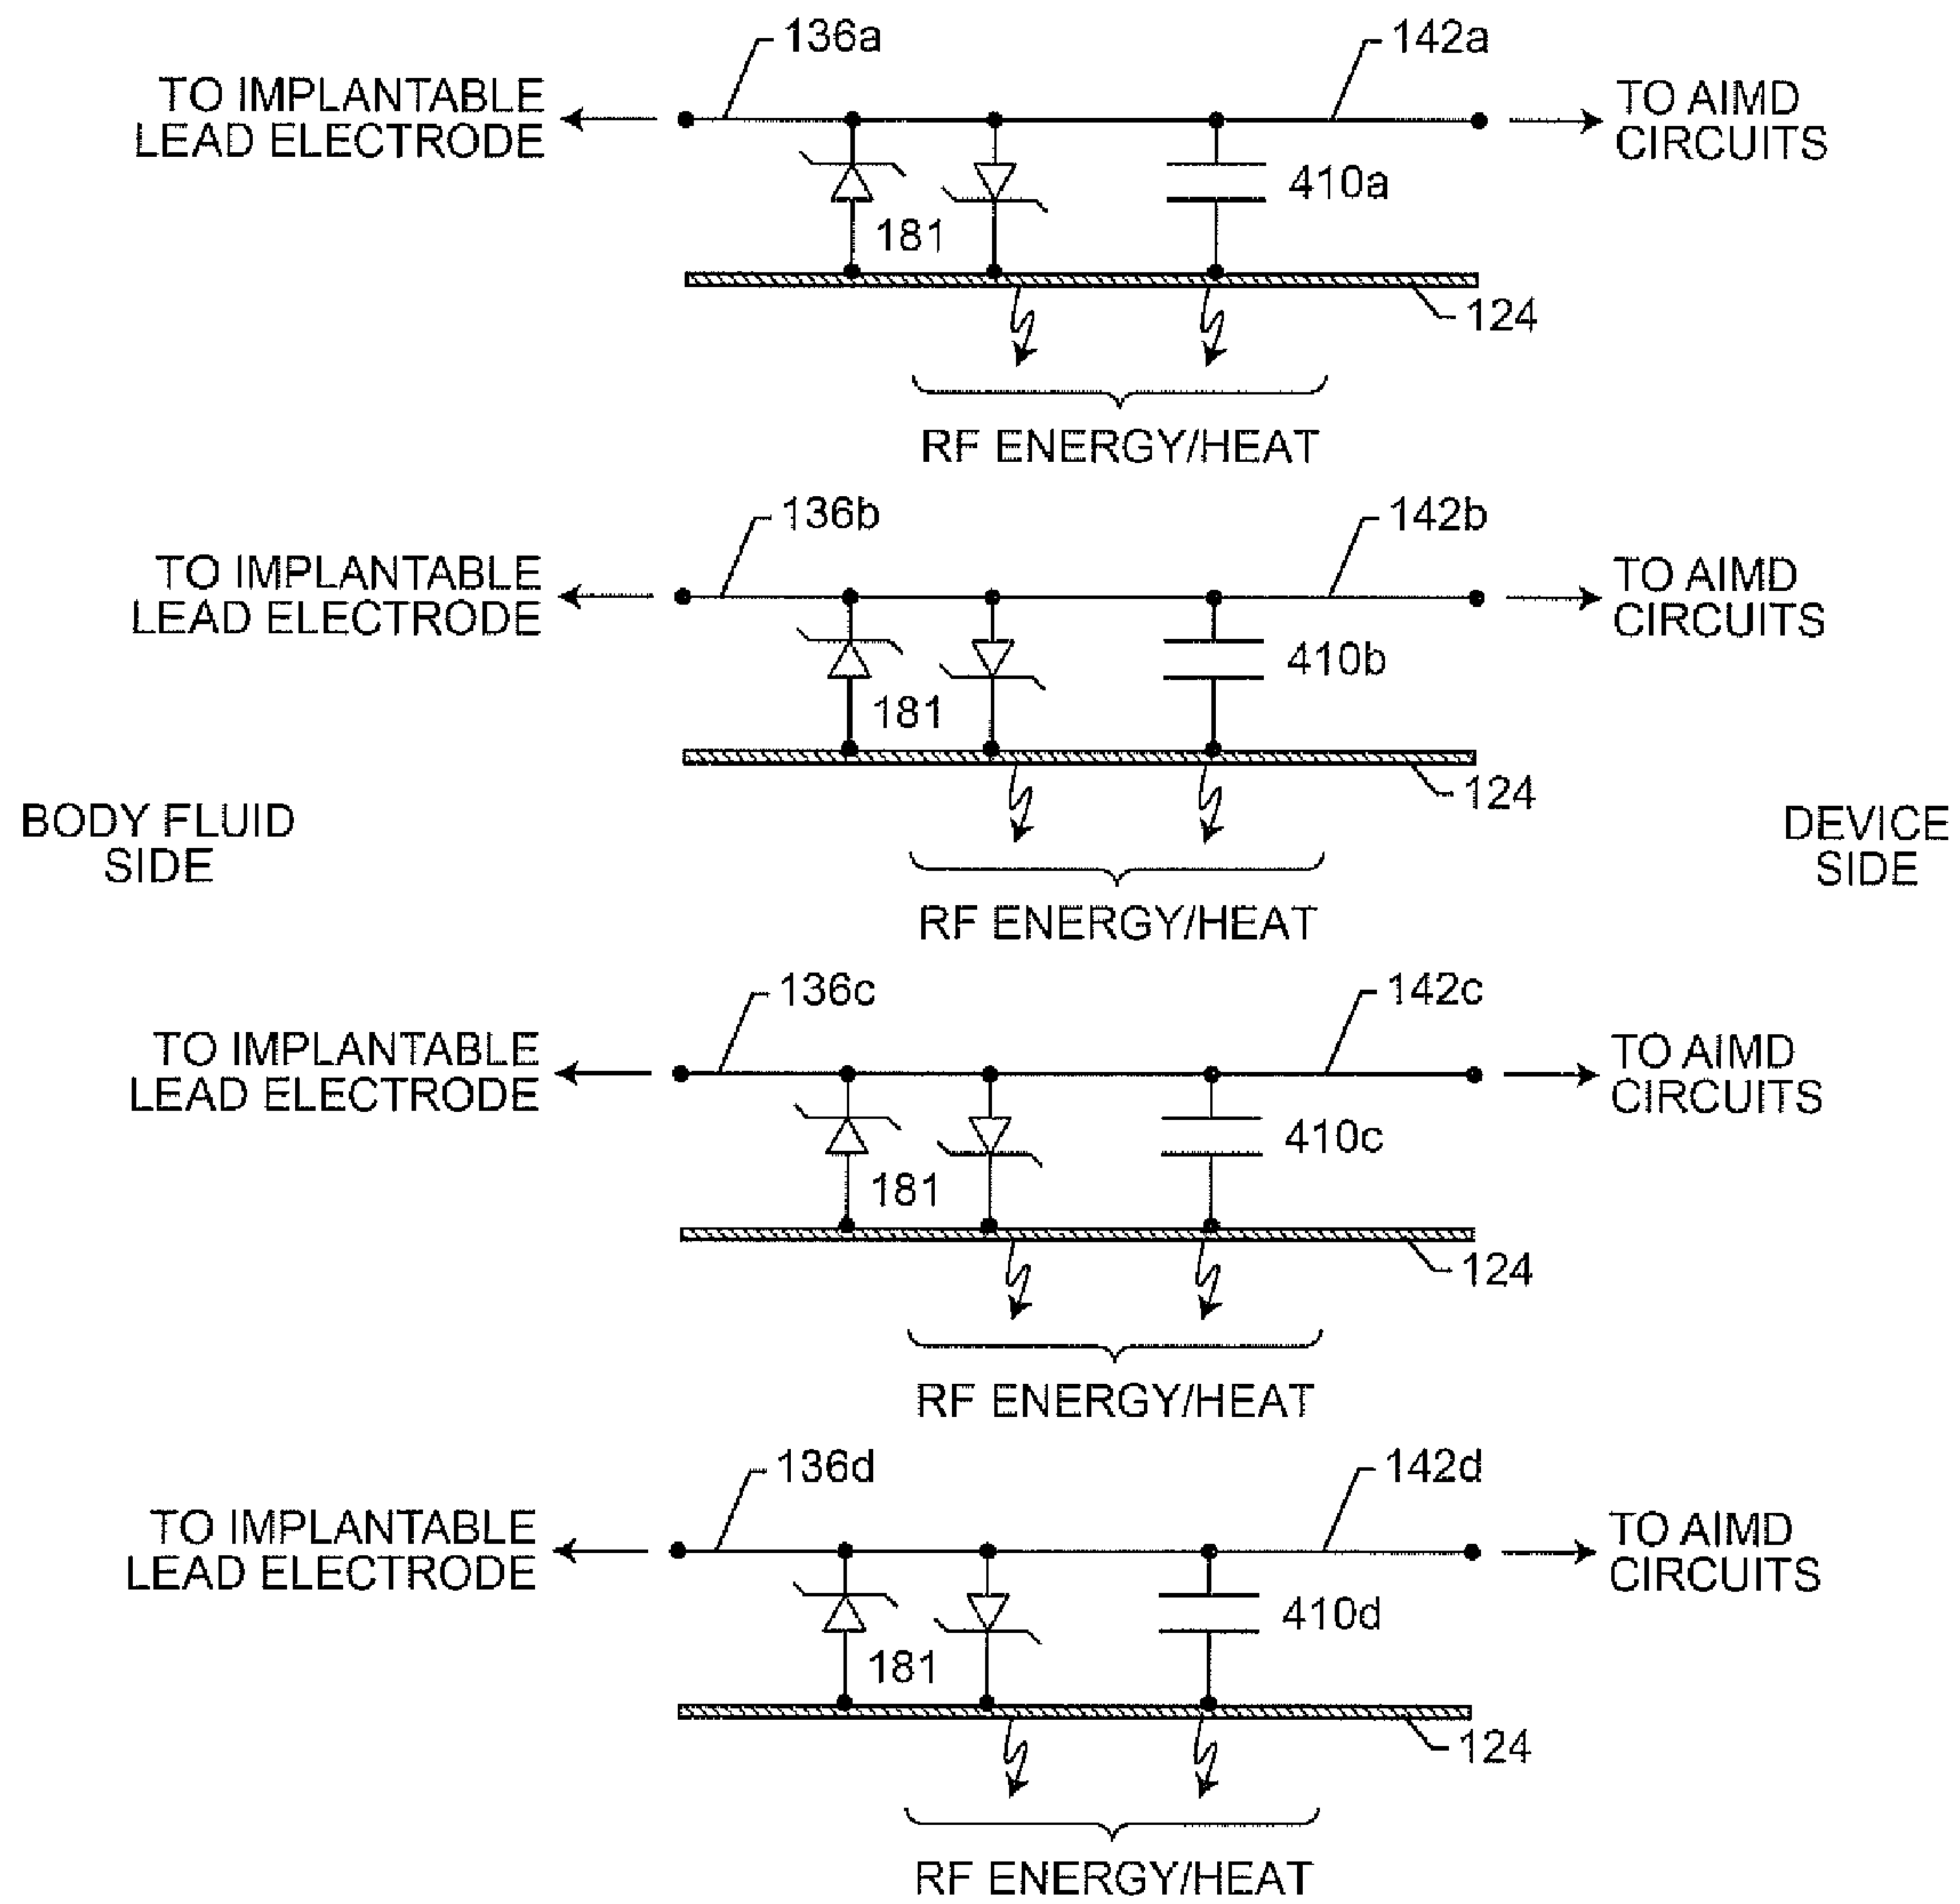 136a
142a
TO IMPLANTABLE
LEAD ELECTRODE
TO AIMD
CIRCUITS
410a
181
124
RF ENERGY/HEAT
136b
142b
TO IMPLANTABLE
LEAD ELECTRODE
TO AIMD
CIRCUITS
410b
181
124
BODY FLUID
SIDE
DEVICE
SIDE
RF ENERGY/HEAT
136c
142c
TO IMPLANTABLE
LEAD ELECTRODE
TO AIMD
CIRCUITS
410c
181
124
RF ENERGY/HEAT
136d
142d
TO IMPLANTABLE
LEAD ELECTRODE
TO AIMD
CIRCUITS
410d
181
124
RF ENERGY/HEAT